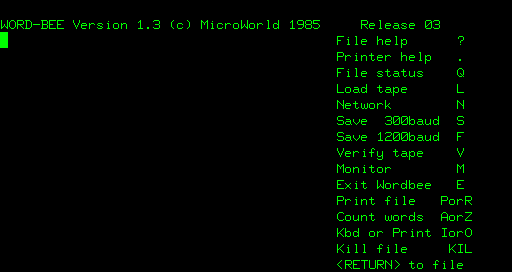 WORD-BEE Version 1.3 (c) MicroWorld 1985     Release 03
File help      ?
Printer help   .
File status    Q
Load tape      L
Network        N
Save  300baud  S
Save 1200baud  F
Verify tape    V
Monitor        M
Exit Wordbee   E
Print file   PorR
Count words  AorZ
Kbd or Print IorO
Kill file     KIL
<RETURN> to file